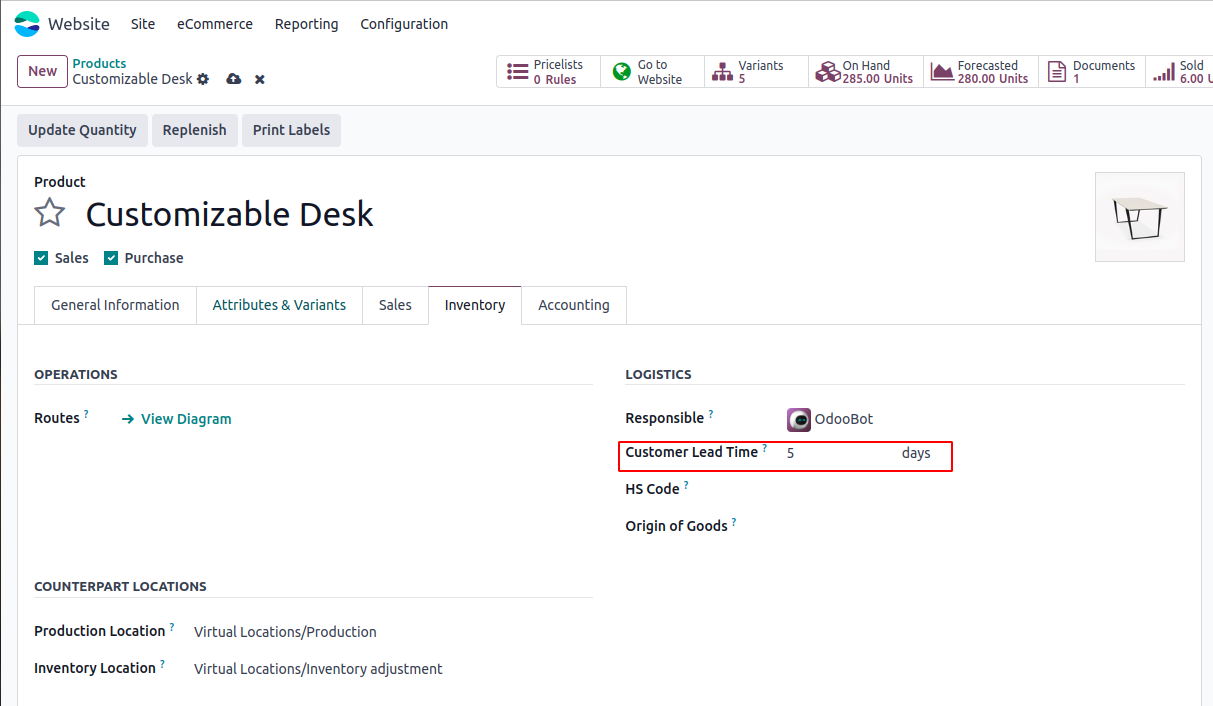 Website Site eCommerce Reporting Configuration
New
Products
Customizable Desk
Pricelists
0 Rules
Go to
Website
Variants
5
On Hand
285.00 Units
Forecasted
280.00 Units
Documents
1
Sold
6.00 U
Update Quantity Replenish Print Labels
Product
Customizable Desk
Sales Purchase
General Information Attributes & Variants Sales Inventory Accounting
OPERATIONS
Routes ? View Diagram
LOGISTICS
Responsible ? OdooBot
Customer Lead Time ? 5 days
HS Code ?
Origin of Goods ?
COUNTERPART LOCATIONS
Production Location ? Virtual Locations/Production
Inventory Location ? Virtual Locations/Inventory adjustment